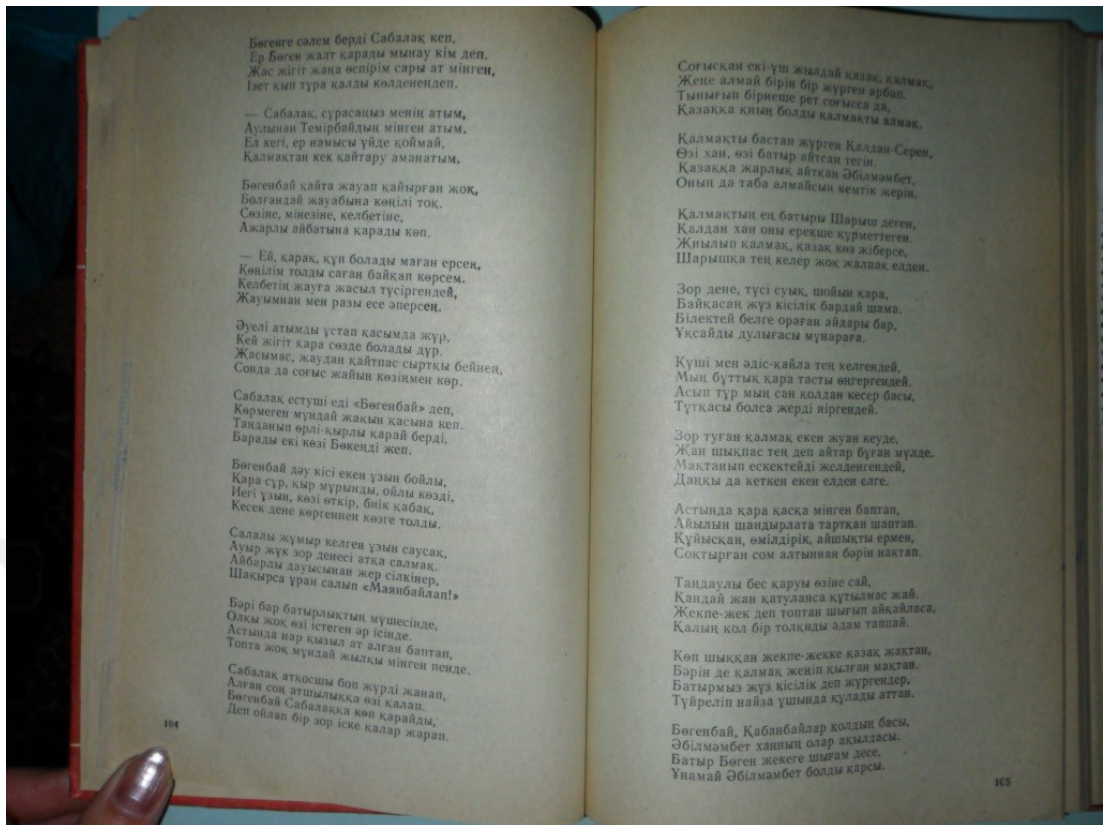 Бөгенге сәлем берді Сабалақ кеп,
Ер Бөген жалт қарады мынау кім деп.
Жас жігіт жаңа өспірім сары ат мінген,
Ізет қып тұра қалды көлденеңдеп.
— Сабалақ, сұрасаңыз менің атым,
Аулынан Темірбайдың мінген атым.
Ел кегі, ер намысы үйде қоймай,
Қалмақтан кек қайтару аманатым.
Бөгенбай қайта жауап қайырған жоқ,
Болғандай жауабына көңілі тоқ.
Сөзіне, мінезіне, келбетіне,
Ажарлы айбатына қарады көп.
— Ей, қарақ, құп болады маған ерсең,
Көңілім толды саған байқап көрсем.
Келбетің жауға жасыл түсіргендей,
Жауымнан мен разы есе әперсең.
Әуелі атымды ұстап қасымда жүр,
Кей жігіт қара сөзде болады дүр.
Жасымас, жаудан қайтпас сыртқы бейнең,
Сонда да соғыс жайын көзіңмен көр.
Сабалақ естуші еді «Бөгенбай» деп,
Көрмеген мұндай жақын қасына кеп.
Таңданып өрлі-қырлы қарай берді,
Барады екі көзі Бөкеңді жеп.
Бөгенбай дәу кісі екен ұзын бойлы,
Қара сұр, қыр мұрынды, ойлы көзді,
Иегі ұзын, көзі өткір, биік қабақ,
Кесек дене көргеннен көзге толды.
Салалы жұмыр келген ұзын саусақ,
Ауыр жүк зор денесі атқа салмақ.
Айбарлы дауысынан жер сілкінер,
Шақырса ұран салып «Маянбайлап!»
Бәрі бар батырлықтың мүшесінде,
Олқы жоқ өзі істеген әр ісінде.
Астында нар қызыл ат алған баптап,
Топта жоқ мұндай жылқы мінген пенде.
Сабалақ атқосшы боп жүрді жанап,
Алған соң атшылыққа өзі қалап.
Бөгенбай Сабалаққа көп қарайды,
Деп ойлап бір зор іске қалар жарап.
104
Соғысқан екі-үш жылдай қазақ, қалмақ,
Жеңе алмай бірін бір жүрген арбап.
Тынығып бірнеше рет соғысса да,
Қазаққа қиың болды қалмақты алмақ.
Қалмақты бастап жүрген Қалдан-Серен,
Өзі хан, өзі батыр айтсаң тегін.
Қазаққа жарлық айтқан Әбілмәмбет,
Оның да таба алмайсың кемтік жерін.
Қалмақтың ең батыры Шарыш деген,
Қалдан хан оны ерекше құрметтеген.
Жиылып қалмақ, қазақ көз жіберсе,
Шарышқа тең келер жоқ жалпақ елден.
Зор дене, түсі суық, шойын қара,
Байқасаң жүз кісілік бардай шама.
Білектей белге ораған айдары бар,
Ұқсайды дулығасы мұнараға.
Күші мен әдіс-қайла тең келгендей,
Мың бұттық қара тасты өңгергендей.
Асып тұр мың сан қолдан кесер басы,
Тұтқасы болса жерді иіргендей.
Зор туған қалмақ екен жуан кеуде,
Жан шықпас тең деп айтар бұған мүлде.
Мақтанып ескектейді желденгендей,
Даңқы да кеткен екен елден елге.
Астында қара қасқа мінген баптап,
Айылын шандырлата тартқан шаптап.
Құйысқан, өмілдірік, айшықты ермен,
Соқтырған сом алтыннан бәрін нақтап.
Таңдаулы бес қаруы өзіне сай,
Қандай жан қатуланса құтылмас жай.
Жекпе-жек деп топтан шығып айқайласа,
Қалың қол бір толқиды адам таппай.
Көп шыққан жекпе-жекке қазақ жақтан,
Бәрін де қалмақ жеңіп қылған мақтан.
Батырмыз жүз кісілік деп жүргендер,
Түйреліп найза ұшында құлады аттан.
Бөгенбай, Қабанбайлар қолдың басы,
Әбілмәмбет ханның олар ақылдасы.
Батыр Бөген жекеге шығам десе,
Ұнамай Әбілмәмбет болды қарсы.
105